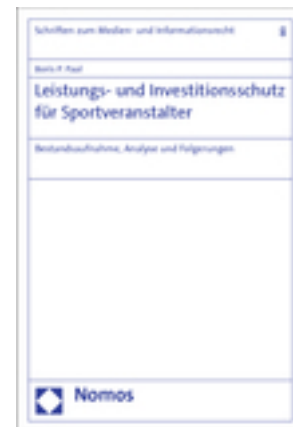 Schriften zum Medien- und Informationsrecht 8
Boris P. Paal
Leistungs- und Investitionsschutz
für Sportveranstalter
Bestandsaufnahme, Analyse und Folgerungen
Nomos